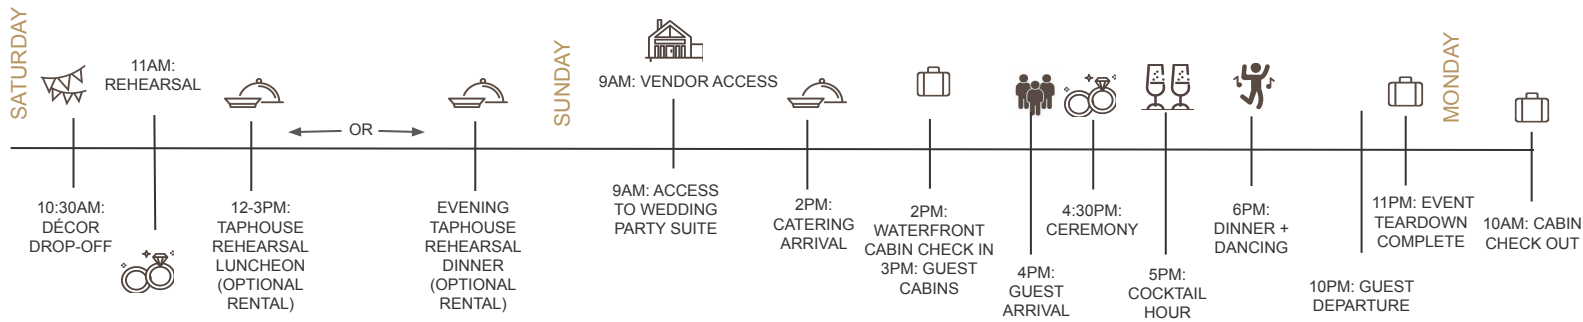 SATURDAY
10:30AM:
DÉCOR
DROP-OFF
11AM:
REHEARSAL
12-3PM:
TAPHOUSE
REHEARSAL
LUNCHEON
(OPTIONAL
RENTAL)
OR
EVENING
TAPHOUSE
REHEARSAL
DINNER
(OPTIONAL
RENTAL)
SUNDAY
9AM: VENDOR ACCESS
9AM: ACCESS
TO WEDDING
PARTY SUITE
2PM:
CATERING
ARRIVAL
2PM:
WATERFRONT
CABIN CHECK IN
3PM: GUEST
CABINS
4PM:
GUEST
ARRIVAL
4:30PM:
CEREMONY
5PM:
COCKTAIL
HOUR
6PM:
DINNER +
DANCING
10PM: GUEST
DEPARTURE
11PM: EVENT
TEARDOWN
COMPLETE
MONDAY
10AM: CABIN
CHECK OUT